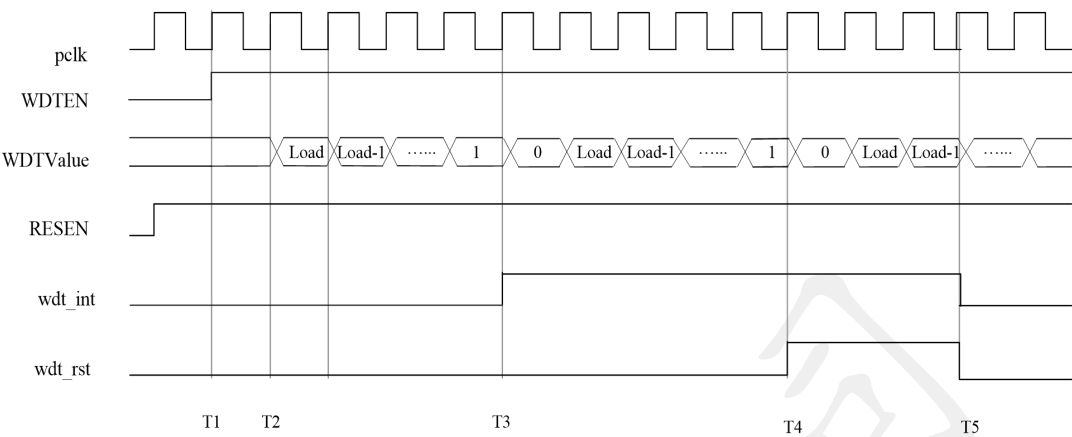 pclk
WDTEN
WDTValue Load Load-1 ...... 1 0 Load Load-1 ...... 1 0 Load Load-1 ......
RESEN
wdt_int
wdt_rst
T1 T2 T3 T4 T5